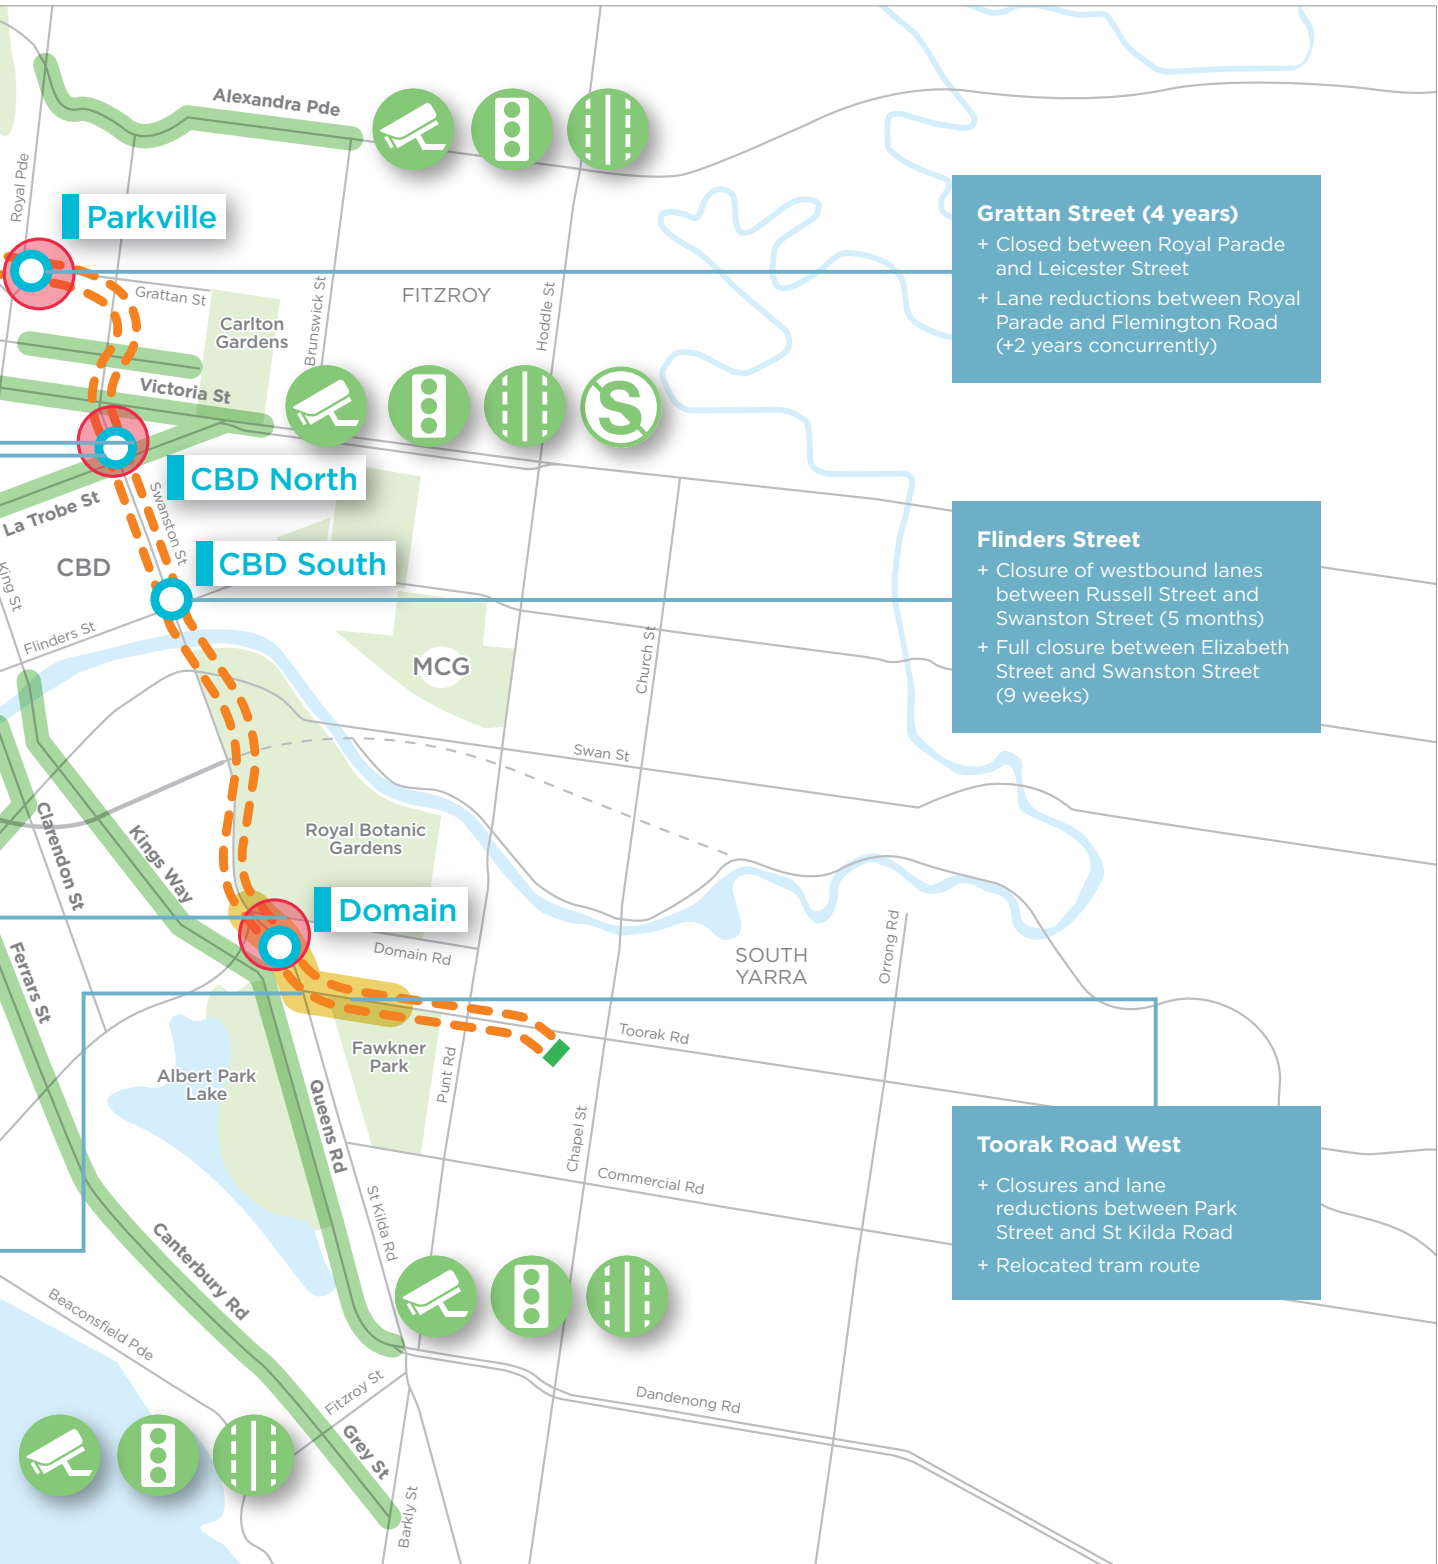 Alexandra Pde
Royal Pde
Parkville
Grattan Street (4 years)
+ Closed between Royal Parade
and Leicester Street
+ Lane reductions between Royal
Parade and Flemington Road
(+2 years concurrently)
Grattan St
FITZROY
Brunswick St
Hoddle St
Carlton
Gardens
Victoria St
S
CBD North
La Trobe St
Swanston St
CBD
King St
CBD South
Flinders St
Flinders Street
+ Closure of westbound lanes
between Russell Street and
Swanston Street (5 months)
+ Full closure between Elizabeth
Street and Swanston Street
(9 weeks)
MCG
Church St
Swan St
Clarendon St
Kings Way
Royal Botanic
Gardens
Domain
Domain Rd
Ferrars St
SOUTH
YARRA
Orrong Rd
Toorak Rd
Fawkner
Park
Punt Rd
Albert Park
Lake
Queens Rd
Chapel St
Toorak Road West
+ Closures and lane
reductions between Park
Street and St Kilda Road
+ Relocated tram route
Commercial Rd
St Kilda Rd
Canterbury Rd
Beaconsfield Pde
Fitzroy St
Dandenong Rd
Grey St
Barkly St